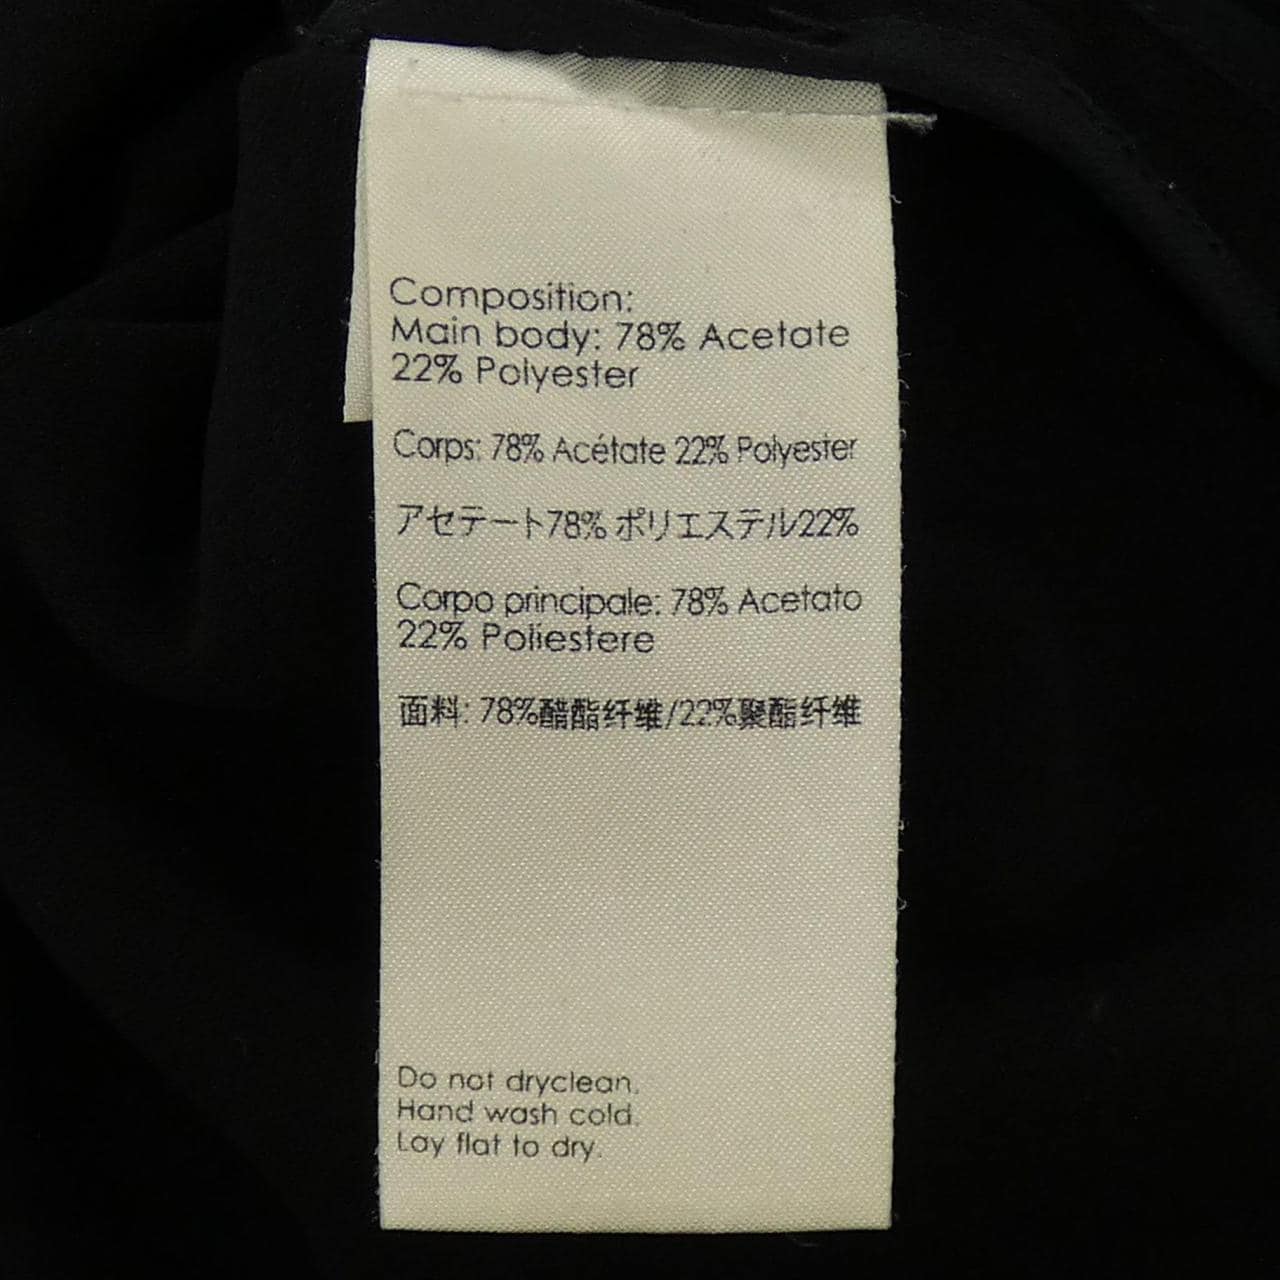 Composition:
Main body: 78% Acetate
22% Polyester
Corps: 78% Acétate 22% Polyester
アセテート78% ポリエステル22%
Corpo principale: 78% Acetato
22% Poliestere
面料: 78%醋酯纤维/22%聚酯纤维
Do not dryclean.
Hand wash cold.
Lay flat to dry.